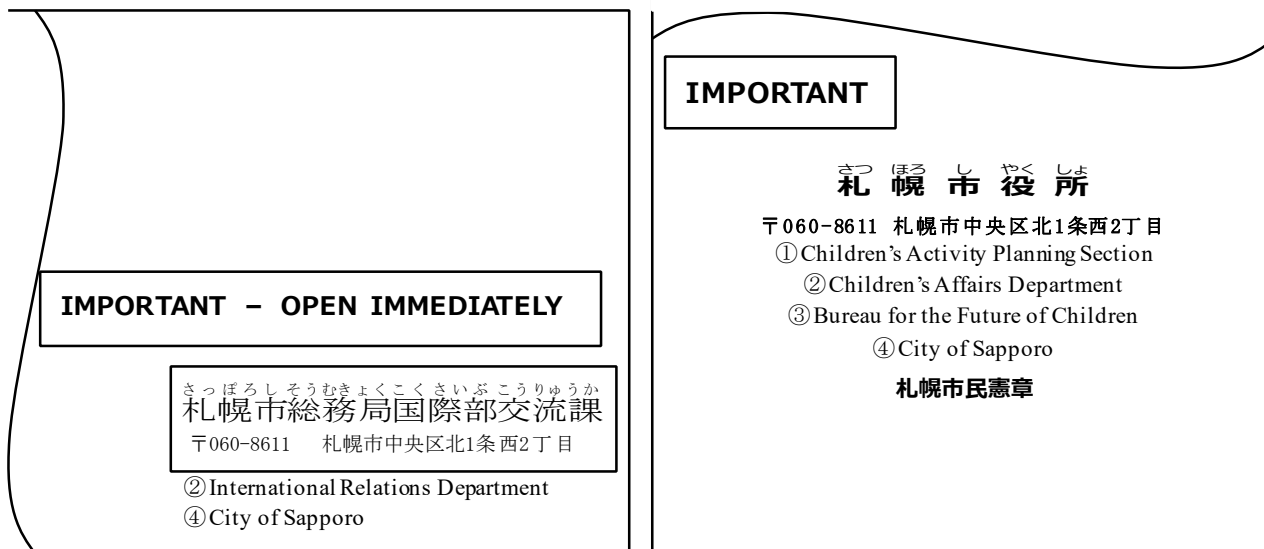 IMPORTANT – OPEN IMMEDIATELY
さっぽろし そうむきょくこくさいぶ こうりゅうか
札幌市総務局国際部交流課
〒060-8611 札幌市中央区北1条西2丁目
②International Relations Department
④City of Sapporo
IMPORTANT
さつ ほろ し やく しょ
札幌市役所
〒060-8611 札幌市中央区北1条西2丁目
①Children's Activity Planning Section
②Children's Affairs Department
③Bureau for the Future of Children
④City of Sapporo
札幌市民憲章